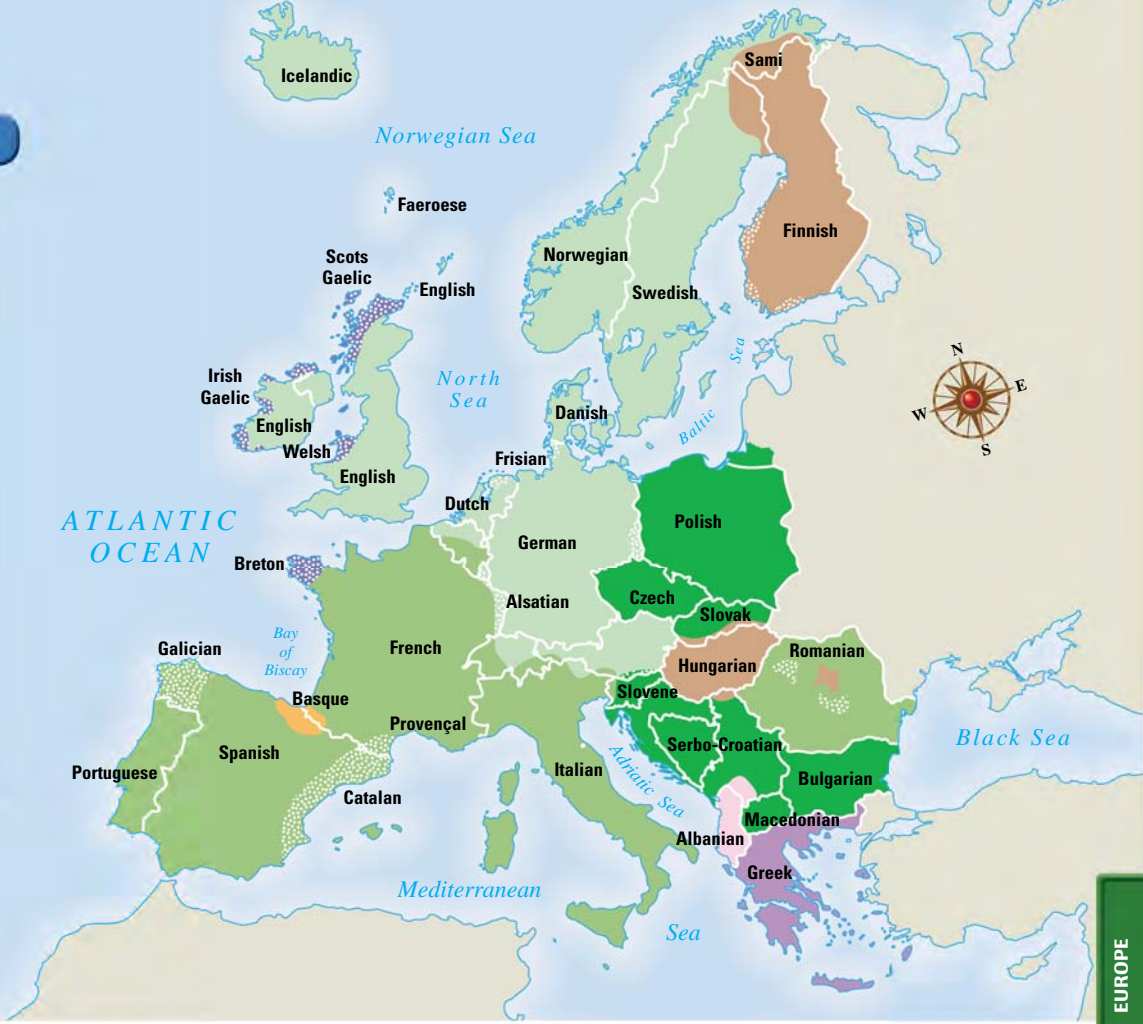 Icelandic
Sami
Norwegian Sea
Faeroese
Finnish
Scots
Gaelic
Norwegian
English
Swedish
N
E
W
S
Sea
Baltic
North
Sea
Irish
Gaelic
Danish
English
Welsh
Frisian
English
Dutch
ATLANTIC
OCEAN
Polish
German
Breton
Czech
Alsatian
Slovak
Bay
of
Biscay
Galician
French
Romanian
Hungarian
Basque
Slovene
Provençal
Spanish
Serbo-Croatian
Black Sea
Portuguese
Italian
Adriatic Sea
Bulgarian
Catalan
Macedonian
Albanian
Greek
Mediterranean
Sea
EUROPE